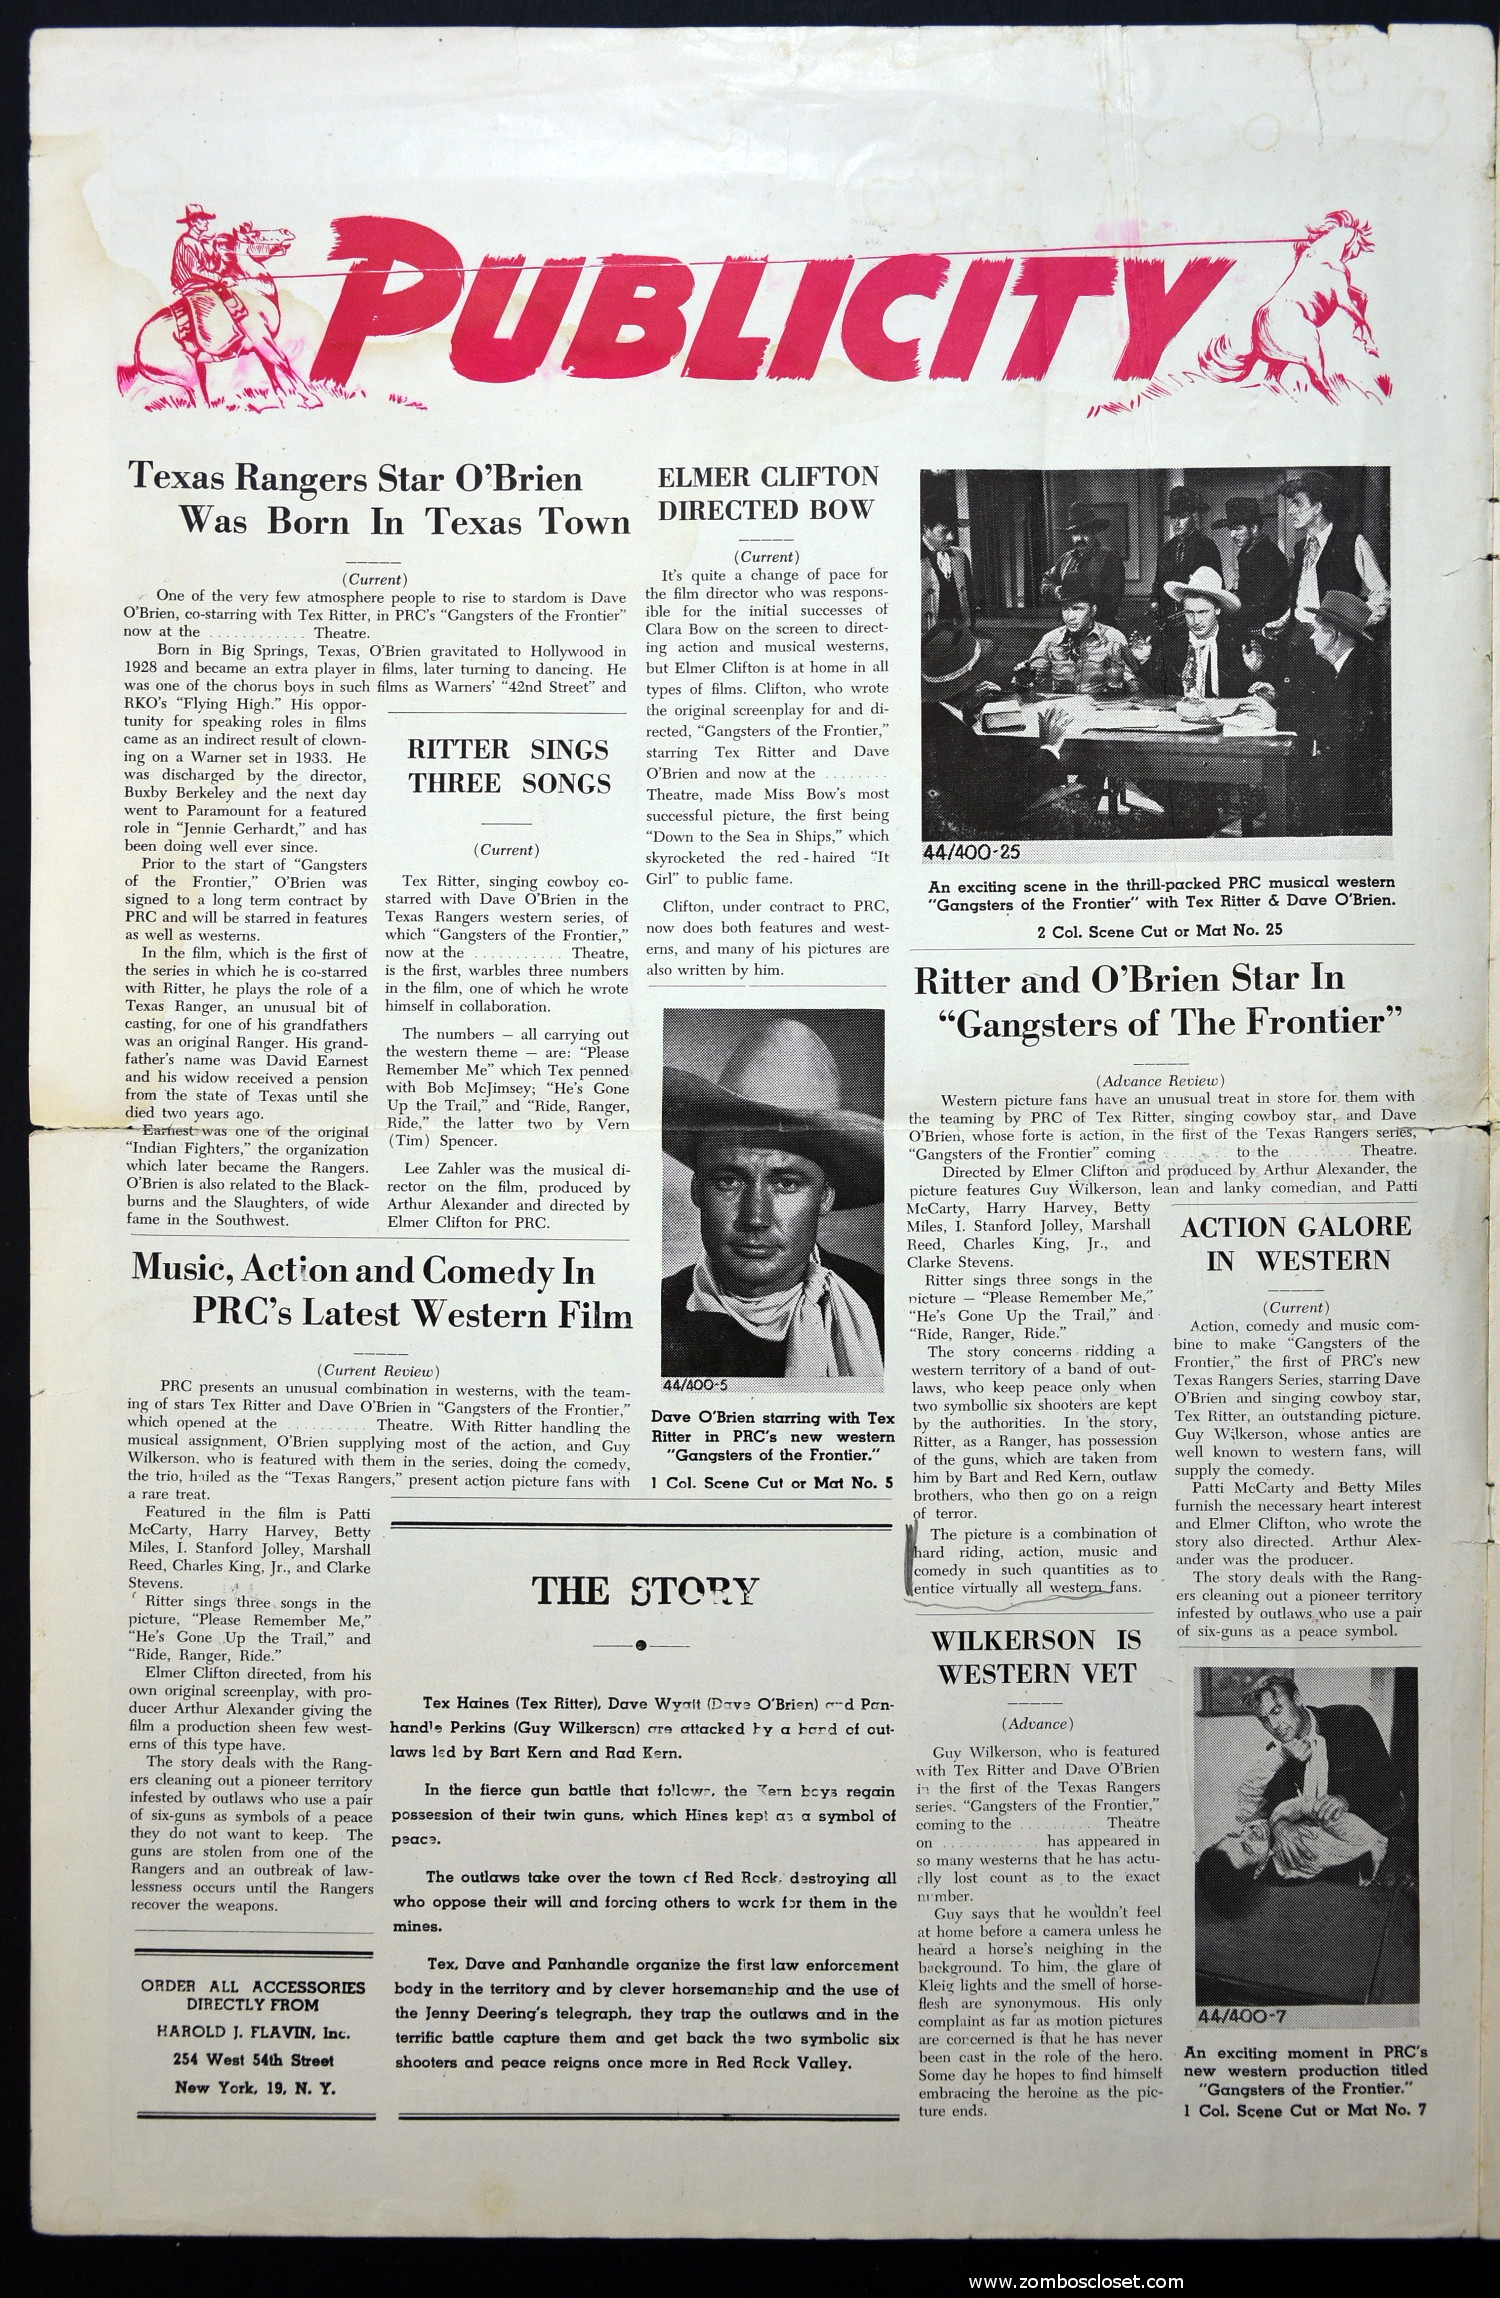 PUBLICITY
Texas Rangers Star O'Brien
Was Born In Texas Town
(Current)
One of the very few atmosphere people to rise to stardom is Dave
O'Brien, co-starring with Tex Ritter, in PRC's "Gangsters of the Frontier"
now at the ............ Theatre.
Born in Big Springs, Texas, O'Brien gravitated to Hollywood in
1928 and became an extra player in films, later turning to dancing. He
was one of the chorus boys in such films as Warners' "42nd Street" and
RKO's "Flying High." His oppor-
tunity for speaking roles in films
came as an indirect result of clown-
ing on a Warner set in 1933. He
was discharged by the director,
Buxby Berkeley and the next day
went to Paramount for a featured
role in "Jennie Gerhardt," and has
been doing well ever since.
Prior to the start of "Gangsters
of the Frontier," O'Brien was
signed to a long term contract by
PRC and will be starred in features
as well as westerns.
In the film, which is the first of
the series in which he is co-starred
with Ritter, he plays the role of a
Texas Ranger, an unusual bit of
casting, for one of his grandfathers
was an original Ranger. His grand-
father's name was David Earnest
and his widow received a pension
from the state of Texas until she
died two years ago.
Earnest was one of the original
"Indian Fighters," the organization
which later became the Rangers.
O'Brien is also related to the Black-
burns and the Slaughters, of wide
fame in the Southwest.
RITTER SINGS
THREE SONGS
(Current)
Tex Ritter, singing cowboy co-
starred with Dave O'Brien in the
Texas Rangers western series, of
which "Gangsters of the Frontier,"
now at the ........... Theatre,
is the first, warbles three numbers
in the film, one of which he wrote
himself in collaboration.
The numbers — all carrying out
the western theme — are: "Please
Remember Me" which Tex penned
with Bob McJimsey; "He's Gone
Up the Trail," and "Ride, Ranger,
Ride," the latter two by Vern
(Tim) Spencer.
Lee Zahler was the musical di-
rector on the film, produced by
Arthur Alexander and directed by
Elmer Clifton for PRC.
ELMER CLIFTON
DIRECTED BOW
(Current)
It's quite a change of pace for
the film director who was respons-
ible for the initial successes of
Clara Bow on the screen to direct-
ing action and musical westerns,
but Elmer Clifton is at home in all
types of films. Clifton, who wrote
the original screenplay for and di-
rected, "Gangsters of the Frontier,"
starring Tex Ritter and Dave
O'Brien and now at the ........
Theatre, made Miss Bow's most
successful picture, the first being
"Down to the Sea in Ships," which
skyrocketed the red-haired "It
Girl" to public fame.
Clifton, under contract to PRC,
now does both features and west-
erns, and many of his pictures are
also written by him.
44/400-5
Dave O'Brien starring with Tex
Ritter in PRC's new western
"Gangsters of the Frontier."
1 Col. Scene Cut or Mat No. 5
44/400-25
An exciting scene in the thrill-packed PRC musical western
"Gangsters of the Frontier" with Tex Ritter & Dave O'Brien.
2 Col. Scene Cut or Mat No. 25
Ritter and O'Brien Star In
"Gangsters of The Frontier"
(Advance Review)
Western picture fans have an unusual treat in store for them with
the teaming by PRC of Tex Ritter, singing cowboy star, and Dave
O'Brien, whose forte is action, in the first of the Texas Rangers series,
"Gangsters of the Frontier" coming ......... to the ......... Theatre.
Directed by Elmer Clifton and produced by Arthur Alexander, the
picture features Guy Wilkerson, lean and lanky comedian, and Patti
McCarty, Harry Harvey, Betty
Miles, I. Stanford Jolley, Marshall
Reed, Charles King, Jr., and
Clarke Stevens.
Ritter sings three songs in the
picture — "Please Remember Me,"
"He's Gone Up the Trail," and
"Ride, Ranger, Ride."
The story concerns ridding a
western territory of a band of out-
laws, who keep peace only when
two symbollic six shooters are kept
by the authorities. In the story,
Ritter, as a Ranger, has possession
of the guns, which are taken from
him by Bart and Red Kern, outlaw
brothers, who then go on a reign
of terror.
The picture is a combination of
hard riding, action, music and
comedy in such quantities as to
entice virtually all western fans.
ACTION GALORE
IN WESTERN
(Current)
Action, comedy and music com-
bine to make "Gangsters of the
Frontier," the first of PRC's new
Texas Rangers Series, starring Dave
O'Brien and singing cowboy star,
Tex Ritter, an outstanding picture.
Guy Wilkerson, whose antics are
well known to western fans, will
supply the comedy.
Patti McCarty and Betty Miles
furnish the necessary heart interest
and Elmer Clifton, who wrote the
story also directed. Arthur Alex-
ander was the producer.
The story deals with the Rang-
ers cleaning out a pioneer territory
infested by outlaws who use a pair
of six-guns as a peace symbol.
Music, Action and Comedy In
PRC's Latest Western Film
(Current Review)
PRC presents an unusual combination in westerns, with the team-
ing of stars Tex Ritter and Dave O'Brien in "Gangsters of the Frontier,"
which opened at the .......... Theatre. With Ritter handling the
musical assignment, O'Brien supplying most of the action, and Guy
Wilkerson, who is featured with them in the series, doing the comedy,
the trio, hailed as the "Texas Rangers," present action picture fans with
a rare treat.
Featured in the film is Patti
McCarty, Harry Harvey, Betty
Miles, I. Stanford Jolley, Marshall
Reed, Charles King, Jr., and Clarke
Stevens.
Ritter sings three songs in the
picture, "Please Remember Me,"
"He's Gone Up the Trail," and
"Ride, Ranger, Ride."
Elmer Clifton directed, from his
own original screenplay, with pro-
ducer Arthur Alexander giving the
film a production sheen few west-
erns of this type have.
The story deals with the Rang-
ers cleaning out a pioneer territory
infested by outlaws who use a pair
of six-guns as symbols of a peace
they do not want to keep. The
guns are stolen from one of the
Rangers and an outbreak of law-
lessness occurs until the Rangers
recover the weapons.
ORDER ALL ACCESSORIES
DIRECTLY FROM
HAROLD J. FLAVIN, Inc.
254 West 54th Street
New York, 19, N. Y.
THE STORY
Tex Haines (Tex Ritter), Dave Wyatt (Dave O'Brien) and Pan-
handle Perkins (Guy Wilkerson) are attacked by a band of out-
laws led by Bart Kern and Rad Kern.
In the fierce gun battle that follows, the Kern boys regain
possession of their twin guns, which Hines kept as a symbol of
peace.
The outlaws take over the town of Red Rock, destroying all
who oppose their will and forcing others to work for them in the
mines.
Tex, Dave and Panhandle organize the first law enforcement
body in the territory and by clever horsemanship and the use of
the Jenny Deering's telegraph, they trap the outlaws and in the
terrific battle capture them and get back the two symbolic six
shooters and peace reigns once more in Red Rock Valley.
WILKERSON IS
WESTERN VET
(Advance)
Guy Wilkerson, who is featured
with Tex Ritter and Dave O'Brien
in the first of the Texas Rangers
series, "Gangsters of the Frontier,"
coming to the .......... Theatre
on ............ has appeared in
so many westerns that he has actu-
ally lost count as to the exact
number.
Guy says that he wouldn't feel
at home before a camera unless he
heard a horse's neighing in the
background. To him, the glare of
Kleig lights and the smell of horse-
flesh are synonymous. His only
complaint as far as motion pictures
are concerned is that he has never
been cast in the role of the hero.
Some day he hopes to find himself
embracing the heroine as the pic-
ture ends.
44/400-7
An exciting moment in PRC's
new western production titled
"Gangsters of the Frontier."
1 Col. Scene Cut or Mat No. 7
www.zomboscloset.com